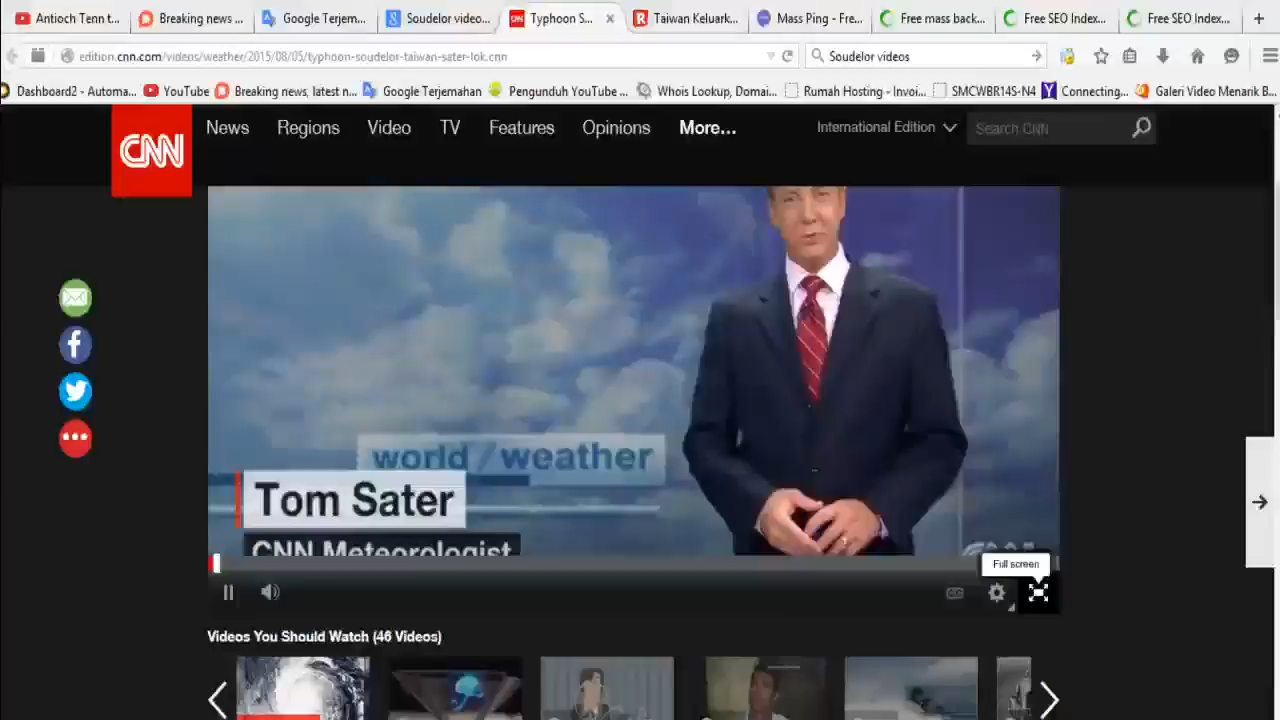 Antioch Tenn t...
Breaking news ...
Google Terjem...
Soudelor video...
Typhoon S...
Taiwan Keluark...
Mass Ping - Fre...
Free mass back...
Free SEO Index...
Free SEO Index...
edition.cnn.com/videos/weather/2015/08/05/typhoon-soudelor-taiwan-sater-lok.cnn
Soudelor videos
Dashboard2 - Automa...
YouTube
Breaking news, latest n...
Google Terjemahan
Pengunduh YouTube ...
Whois Lookup, Domai...
Rumah Hosting - Invoi...
SMCWBR14S-N4
Connecting...
Galeri Video Menarik B...
CNN
News
Regions
Video
TV
Features
Opinions
More...
International Edition
Search CNN
world/weather
Tom Sater
CNN Meteorologist
Full screen
CC
Videos You Should Watch (46 Videos)